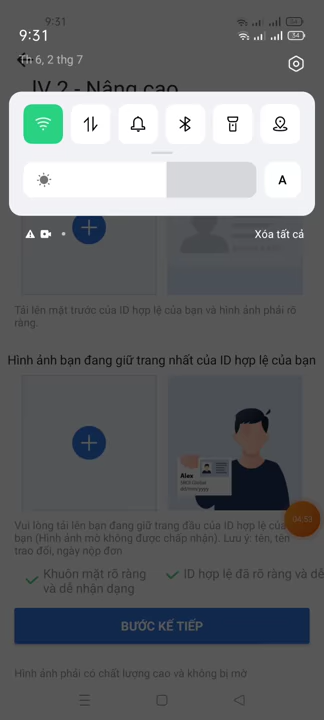 9:31
9:31
54
Th 6, 2 thg 7
lV 2 - Nâng cao
A
Xóa tất cả
Tải lên mặt trước của ID hợp lệ của bạn và hình ảnh phải rõ ràng.
Hình ảnh bạn đang giữ trang nhất của ID hợp lệ của bạn
Alex
Vui lòng tải lên bạn đang giữ trang đầu của ID hợp lệ của
bạn (Hình ảnh mờ không được chấp nhận). Lưu ý: tên, tên
trao đổi, ngày nộp đơn
04:53
Khuôn mặt rõ ràng
và dễ nhận dạng
ID hợp lệ đã rõ ràng và dễ
BƯỚC KẾ TIẾP
Hình ảnh phải có chất lượng cao và không bị mờ